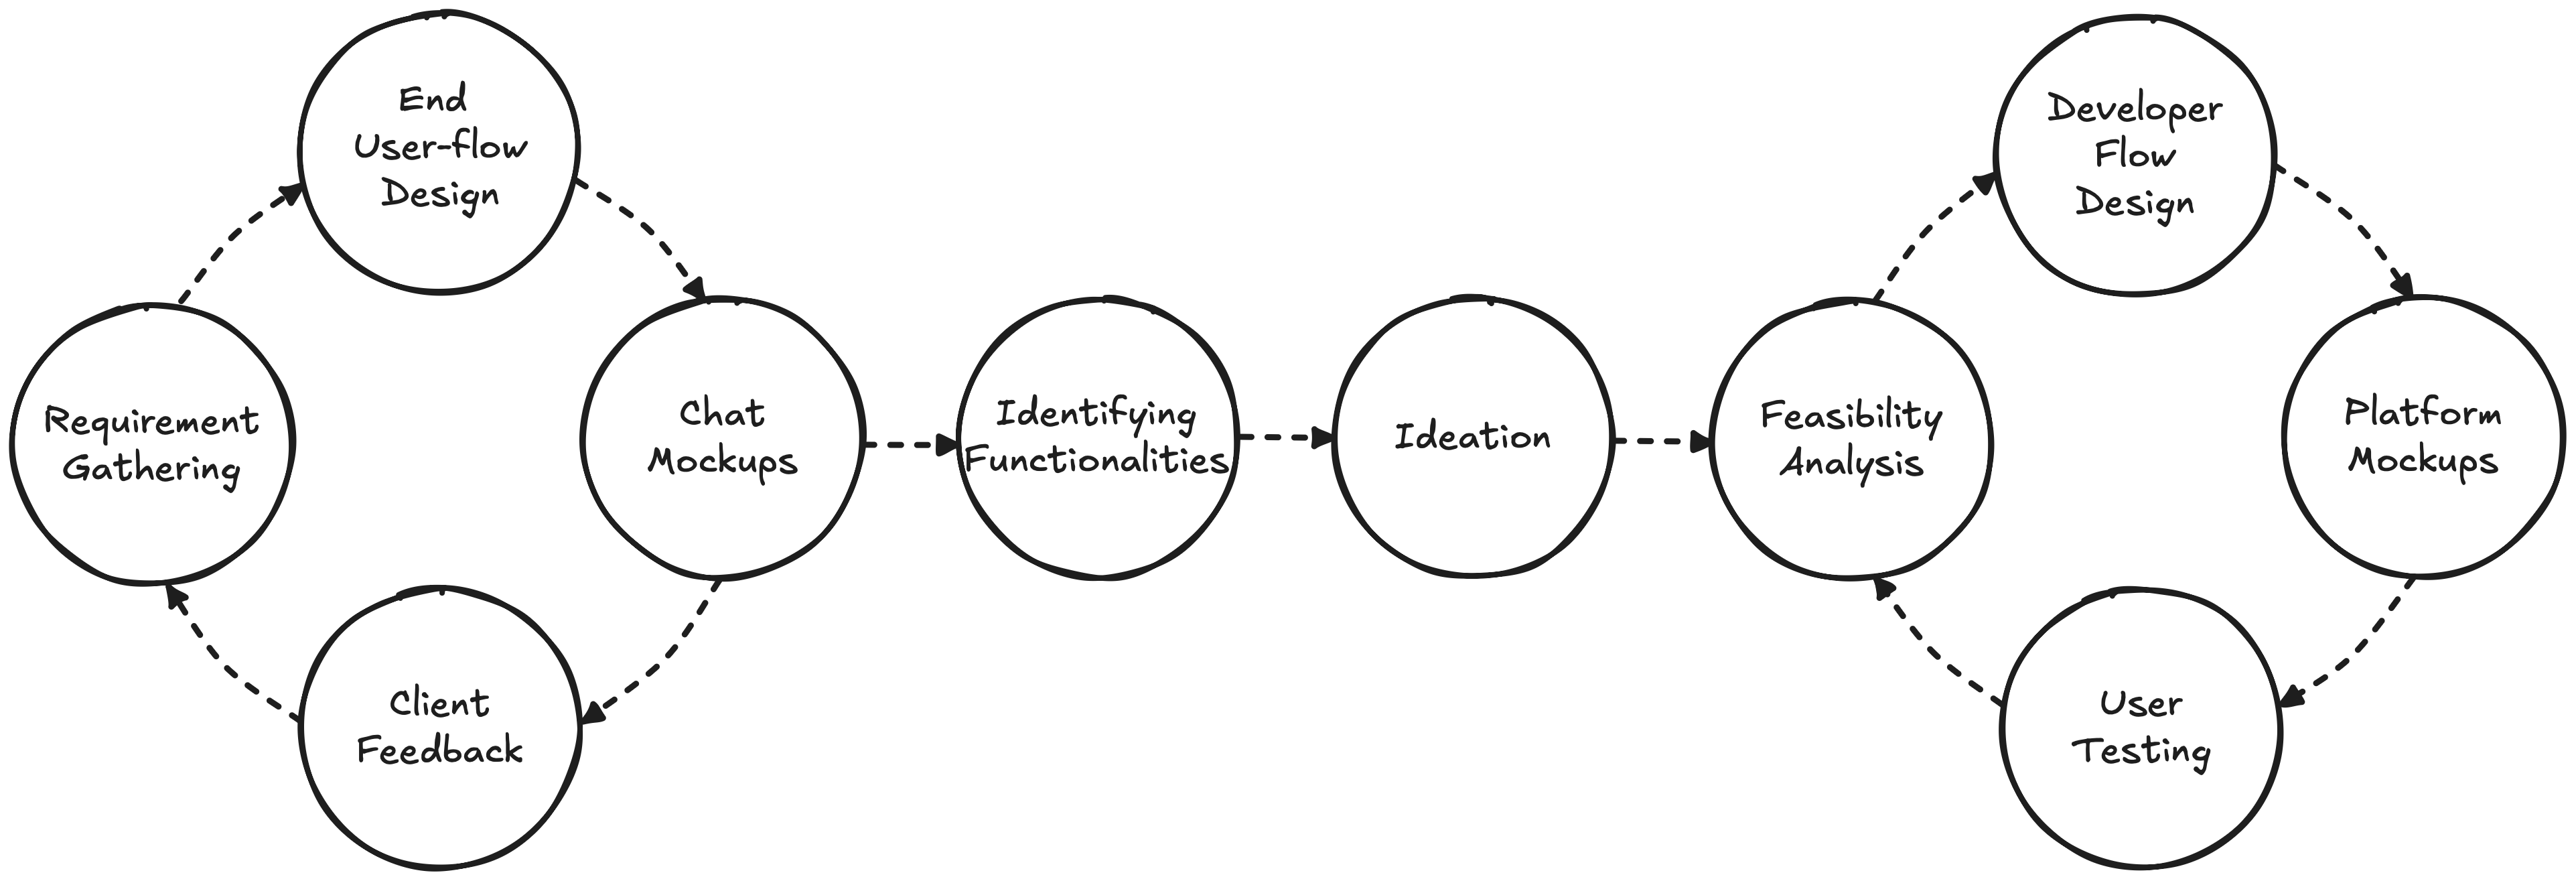 End
User-flow
Design
Developer
Flow
Design
Requirement
Gathering
Chat
Mockups
Identifying
Functionalities
Ideation
Feasibility
Analysis
Platform
Mockups
Client
Feedback
User
Testing